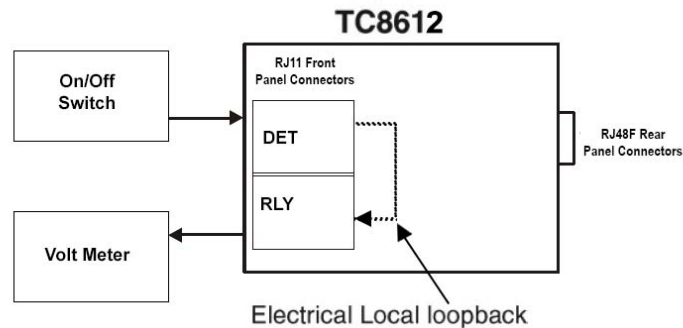 TC8612
RJ11 Front
Panel Connectors
On/Off
Switch
DET
RJ48F Rear
Panel Connectors
RLY
Volt Meter
Electrical Local loopback